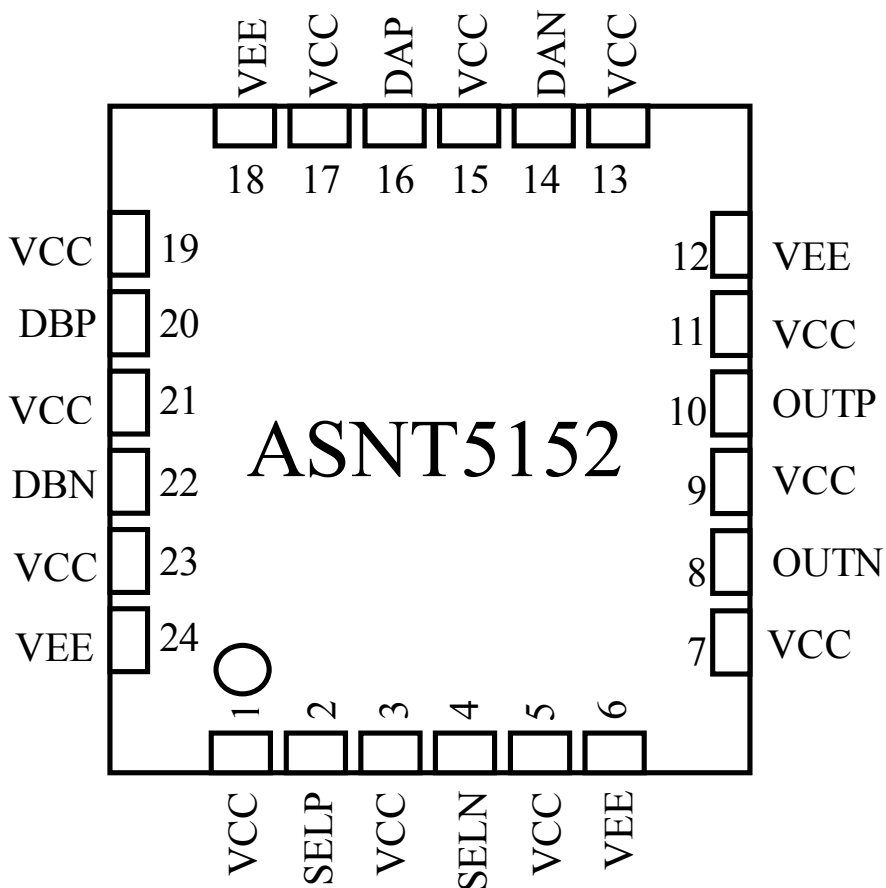 VEE VCC DAP VCC DAN VCC
18 17 16 15 14 13
VCC 19
DBP 20
VCC 21
DBN 22
VCC 23
VEE 24
ASNT5152
12 VEE
11 VCC
10 OUTP
9 VCC
8 OUTN
7 VCC
1 2 3 4 5 6
VCC SELP VCC SELN VCC VEE